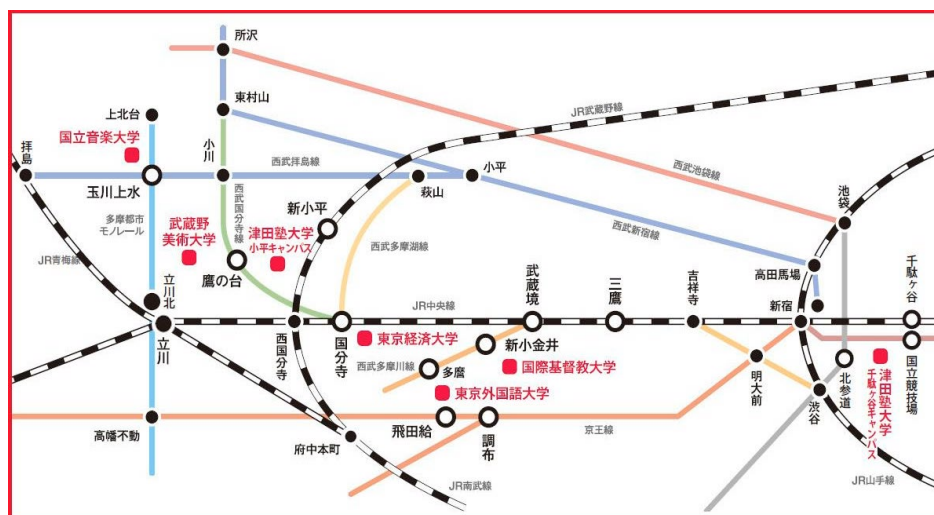 所沢
東村山
上北台
国立音楽大学
拝島
小川
西武拝島線
小平
萩山
玉川上水
JR武蔵野線
西武池袋線
池袋
多摩都市
モノレール
武蔵野
美術大学
西武国分寺線
津田塾大学
小平キャンパス
新小平
西武多摩湖線
西武新宿線
JR青梅線
鷹の台
高田馬場
立川北
立川
JR中央線
武蔵境
三鷹
吉祥寺
新宿
千駄ヶ谷
西国分寺
国分寺
東京経済大学
新小金井
西武多摩川線
多磨
国際基督教大学
東京外国語大学
明大前
渋谷
北参道
津田塾大学
千駄ヶ谷キャンパス
国立競技場
高幡不動
府中本町
飛田給
調布
京王線
JR南武線
JR山手線